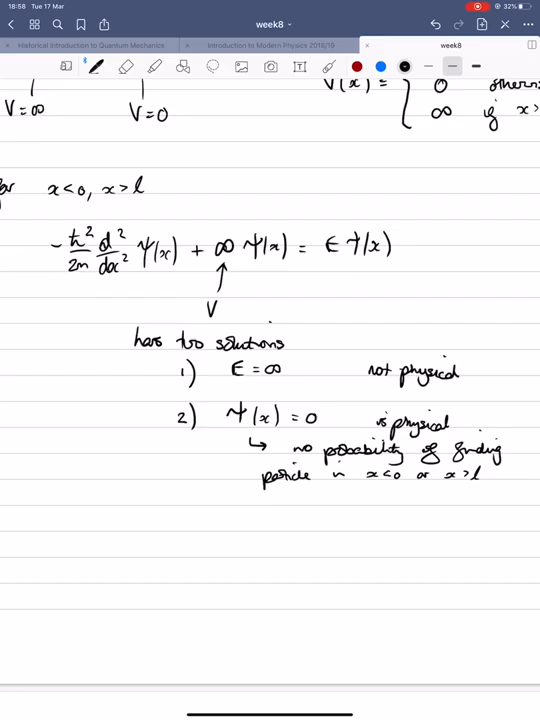 18:58 Tue 17 Mar
32%
week8
Historical introduction to Quantum Mechanics
Introduction to Modern Physics 2018/19
week8
V(x) = { 0
∞ if x>
V=∞ V=0
for x<0, x>l
-ħ²/2m d²/dx² Ψ(x) + ∞ Ψ(x) = E Ψ(x)
↑
V
has two solutions
1) E = ∞ not physical
2) Ψ(x) = 0 is physical
↳ no probability of finding
particle in x<0 or x>l